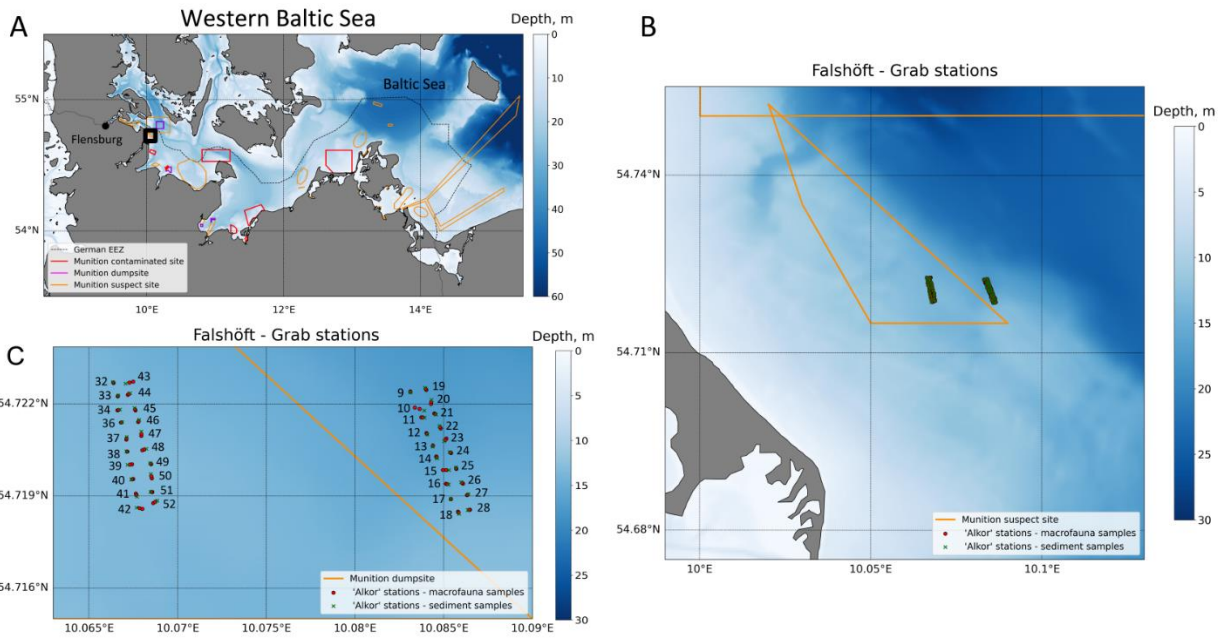 A
Western Baltic Sea
Depth, m
0
10
20
30
40
50
60
55°N
54°N
10°E
12°E
14°E
Baltic Sea
Flensburg
German EEZ
Munition contaminated site
Munition dumpsite
Munition suspect site
B
Falshöft - Grab stations
Depth, m
0
5
10
15
20
25
30
54.74°N
54.71°N
54.68°N
10°E
10.05°E
10.1°E
Munition suspect site
'Alkor' stations - macrofauna samples
'Alkor' stations - sediment samples
C
Falshöft - Grab stations
Depth, m
0
5
10
15
20
25
30
54.722°N
54.719°N
54.716°N
10.065°E
10.07°E
10.075°E
10.08°E
10.085°E
10.09°E
32 43
33 44
34 45
36 46
37 47
38 48
39 49
40 50
41 51
42 52
9 19
10 20
11 21
12 22
13 23
14 24
15 25
16 26
17 27
18 28
Munition dumpsite
'Alkor' stations - macrofauna samples
'Alkor' stations - sediment samples